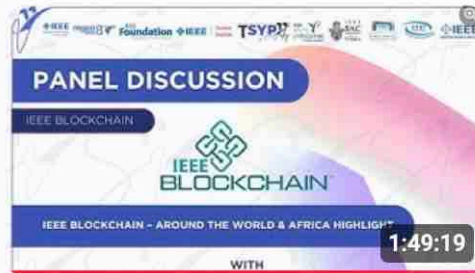 IEEE Foundation IEEE TSYP
PANEL DISCUSSION
IEEE BLOCKCHAIN
IEEE
BLOCKCHAIN
IEEE BLOCKCHAIN – AROUND THE WORLD & AFRICA HIGHLIGHT
1:49:19
WITH